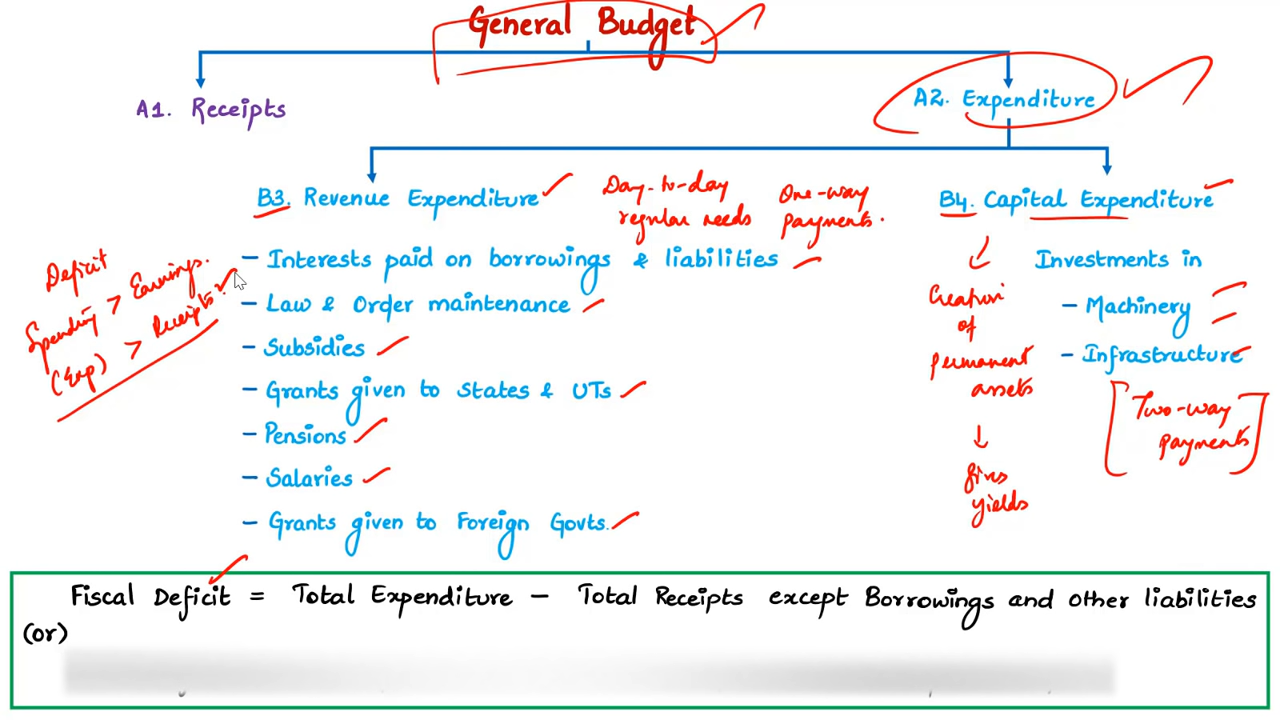 General Budget
A1. Receipts
A2. Expenditure
B3. Revenue Expenditure
Day-to-day
regular needs
One-way
payments.
B4. Capital Expenditure
- Interests paid on borrowings & liabilities
- Law & Order maintenance
- Subsidies
- Grants given to States & UTs
- Pensions
- Salaries
- Grants given to Foreign Govts.
Deficit
Spending > Earnings.
(Exp) > Receipts.
Creation
of
permanent
assets
↓
gives
yields
Investments in
- Machinery
- Infrastructure
[Two-way
payments]
Fiscal Deficit = Total Expenditure - Total Receipts except Borrowings and other liabilities
(or)